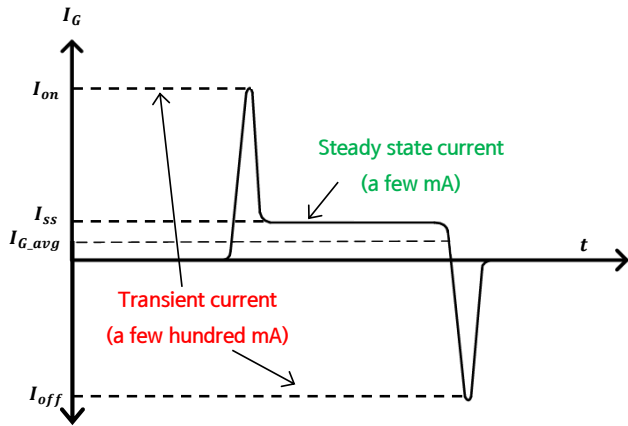 I_G
I_on
Steady state current
(a few mA)
I_ss
I_G_avg
t
Transient current
(a few hundred mA)
I_off